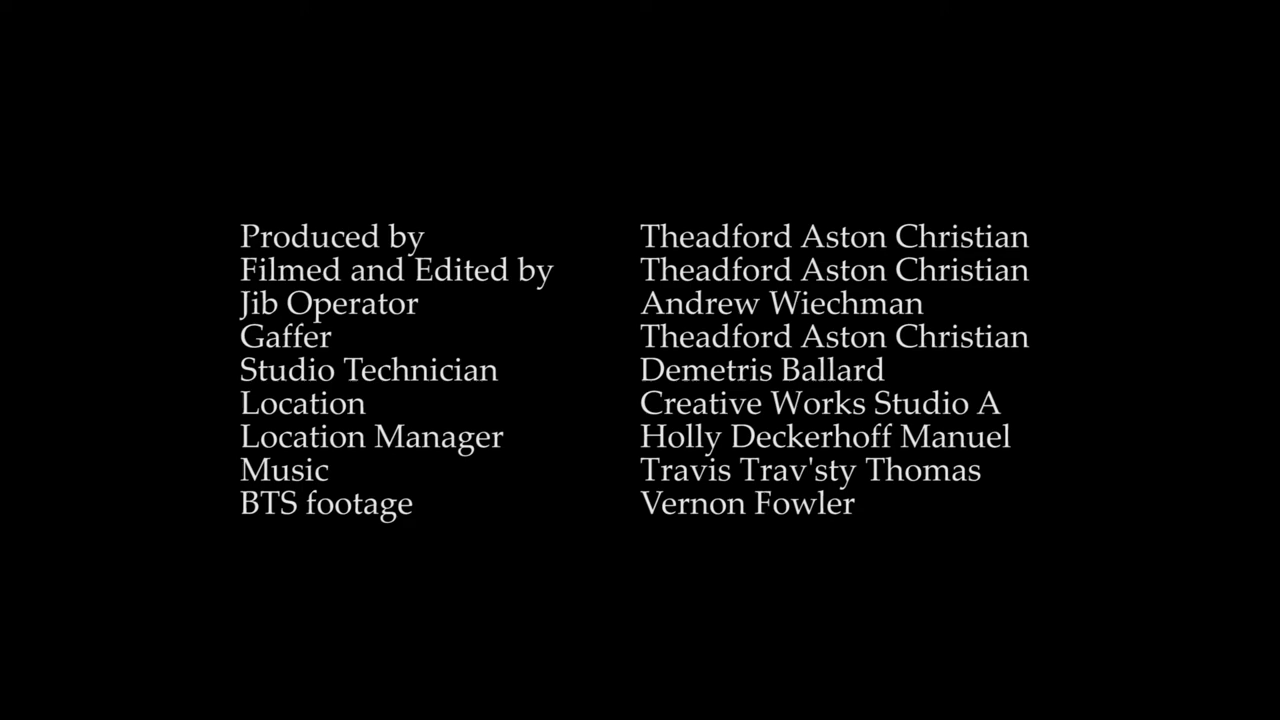 Produced by Theadford Aston Christian
Filmed and Edited by Theadford Aston Christian
Jib Operator Andrew Wiechman
Gaffer Theadford Aston Christian
Studio Technician Demetris Ballard
Location Creative Works Studio A
Location Manager Holly Deckerhoff Manuel
Music Travis Trav'sty Thomas
BTS footage Vernon Fowler